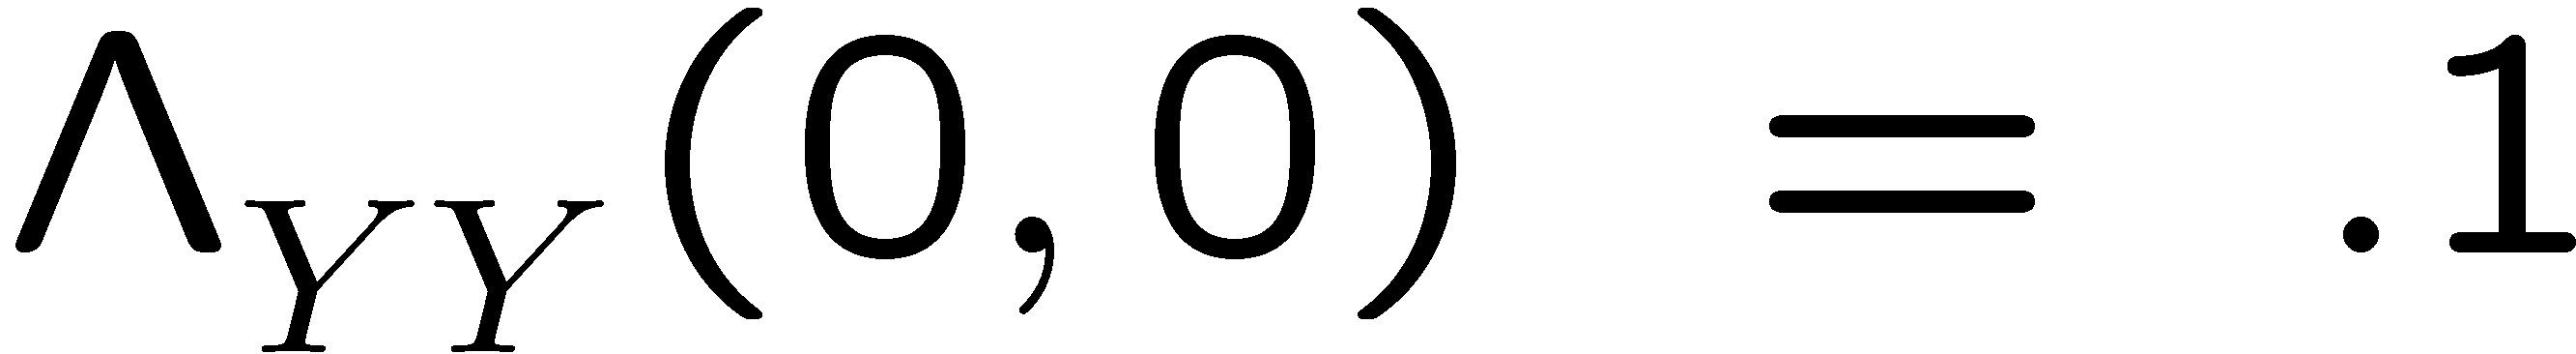 Λ_{YY}(0,0) = .1